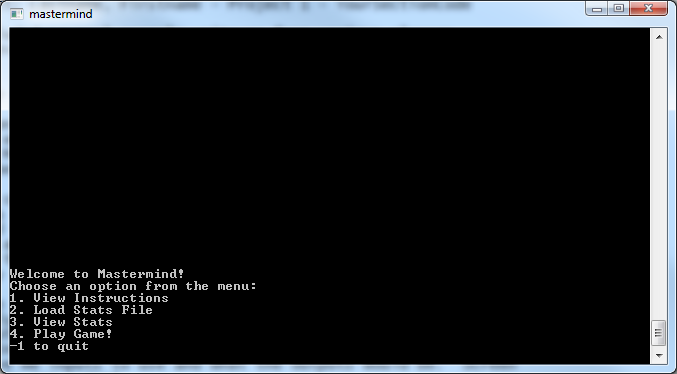 mastermind
Welcome to Mastermind!
Choose an option from the menu:
1. View Instructions
2. Load Stats File
3. View Stats
4. Play Game!
-1 to quit